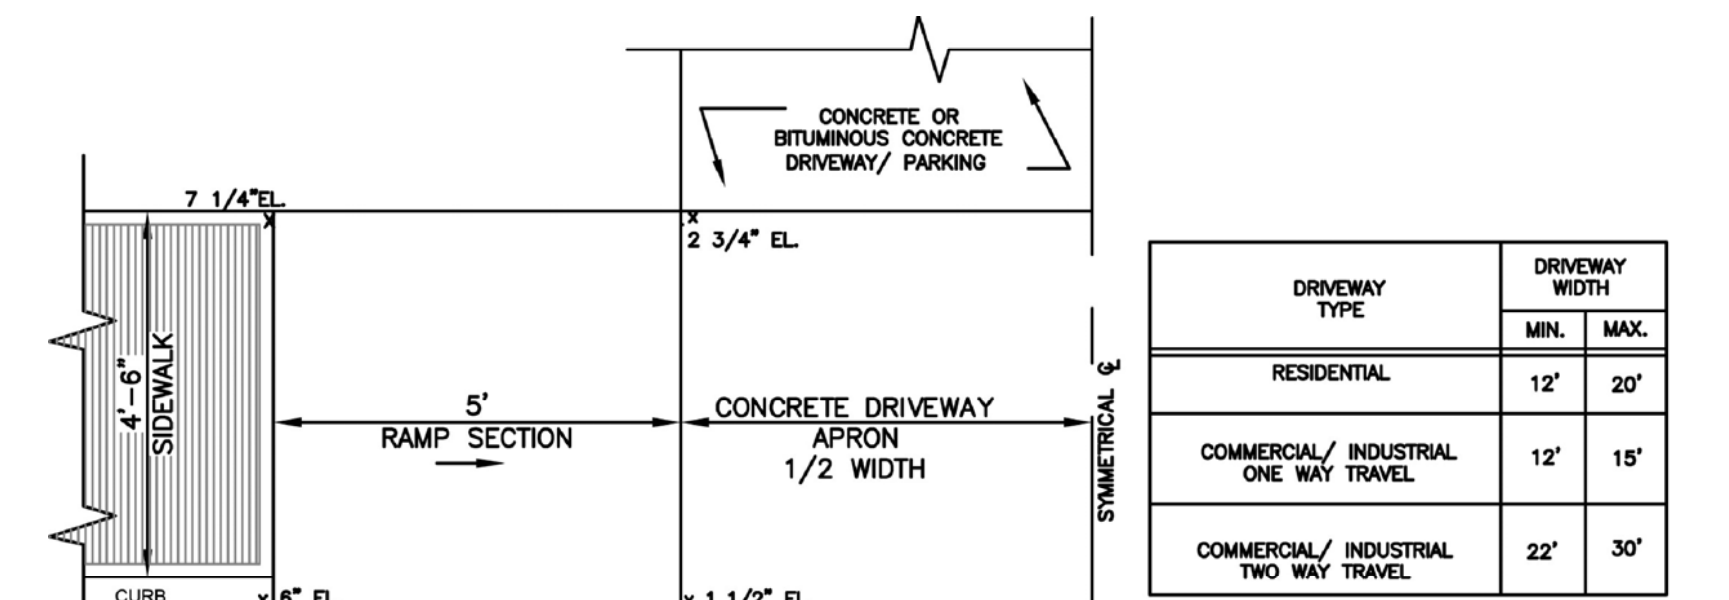 CONCRETE OR
BITUMINOUS CONCRETE
DRIVEWAY/ PARKING
7 1/4"EL.
X
x
2 3/4" EL.
4'-6"
SIDEWALK
5'
RAMP SECTION
CONCRETE DRIVEWAY
APRON
1/2 WIDTH
SYMMETRICAL ℄
CURB
x 6" EL.
x 1 1/2" EL.
DRIVEWAY
TYPE
DRIVEWAY
WIDTH
MIN. MAX.
RESIDENTIAL 12' 20'
COMMERCIAL/ INDUSTRIAL
ONE WAY TRAVEL 12' 15'
COMMERCIAL/ INDUSTRIAL
TWO WAY TRAVEL 22' 30'